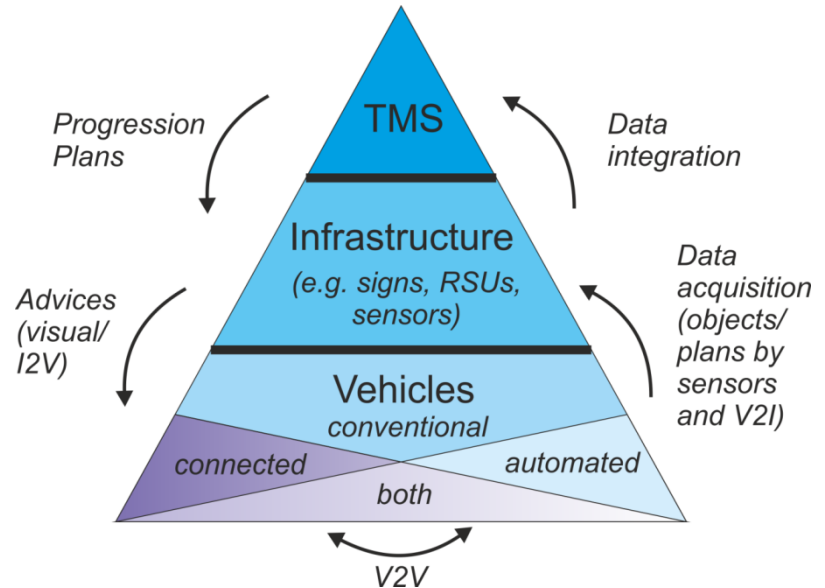 TMS
Progression
Plans
Data
integration
Infrastructure
(e.g. signs, RSUs,
sensors)
Advices
(visual/
I2V)
Data
acquisition
(objects/
plans by
sensors
and V2I)
Vehicles
conventional
connected
automated
both
V2V